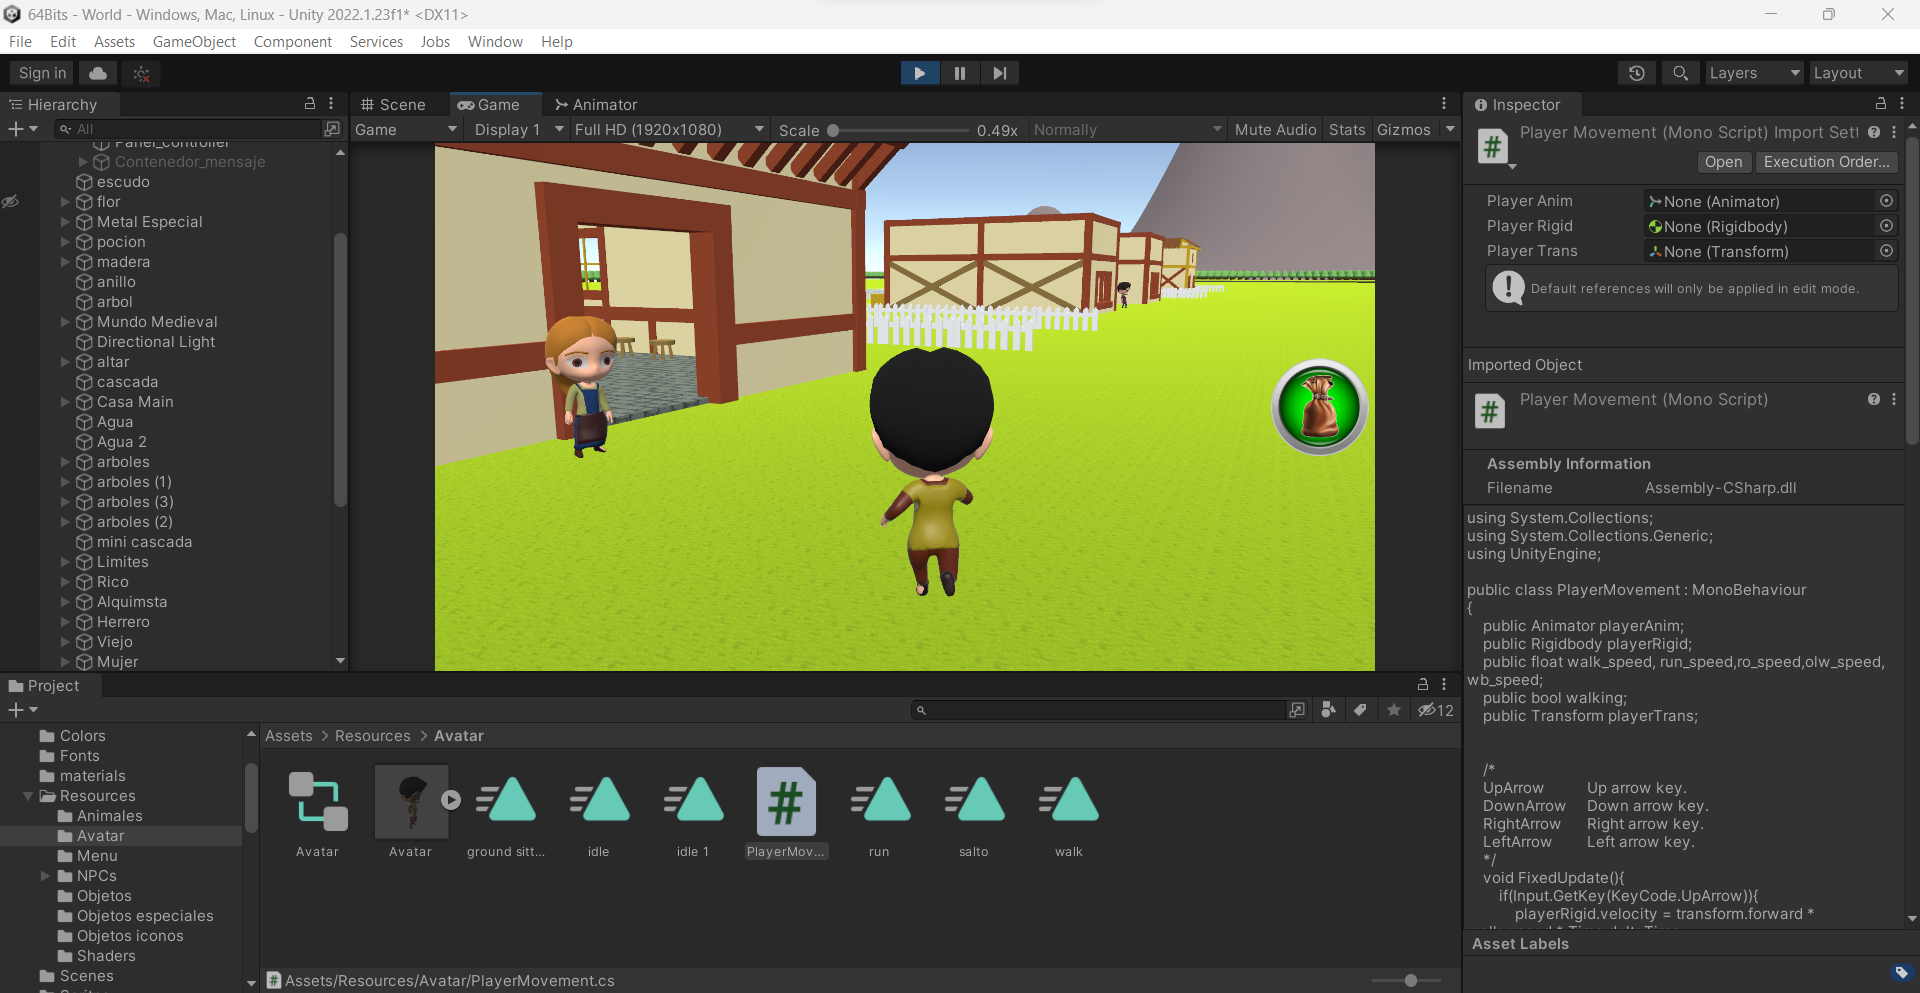 64Bits - World - Windows, Mac, Linux - Unity 2022.1.23f1* <DX11>
File Edit Assets GameObject Component Services Jobs Window Help
Sign in
Layers Layout
Hierarchy
Scene Game Animator
Inspector
All
Game Display 1 Full HD (1920x1080) Scale 0.49x Normally Mute Audio Stats Gizmos
Panel_controller
Contenedor_mensaje
escudo
flor
Metal Especial
pocion
madera
anillo
arbol
Mundo Medieval
Directional Light
altar
cascada
Casa Main
Agua
Agua 2
arboles
arboles (1)
arboles (3)
arboles (2)
mini cascada
Limites
Rico
Alquimsta
Herrero
Viejo
Mujer
Player Movement (Mono Script) Import Sett
Open Execution Order...
Player Anim None (Animator)
Player Rigid None (Rigidbody)
Player Trans None (Transform)
Default references will only be applied in edit mode.
Imported Object
# Player Movement (Mono Script)
Assembly Information
Filename Assembly-CSharp.dll
using System.Collections;
using System.Collections.Generic;
using UnityEngine;
public class PlayerMovement : MonoBehaviour
{
public Animator playerAnim;
public Rigidbody playerRigid;
public float walk_speed, run_speed,ro_speed,olw_speed,
wb_speed;
public bool walking;
public Transform playerTrans;
/*
UpArrow Up arrow key.
DownArrow Down arrow key.
RightArrow Right arrow key.
LeftArrow Left arrow key.
*/
void FixedUpdate(){
if(Input.GetKey(KeyCode.UpArrow)){
playerRigid.velocity = transform.forward *
Asset Labels
Project
12
Colors
Fonts
materials
Resources
Animales
Avatar
Menu
NPCs
Objetos
Objetos especiales
Objetos iconos
Shaders
Scenes
Assets > Resources > Avatar
Avatar Avatar ground sitt... idle idle 1 PlayerMov... run salto walk
Assets/Resources/Avatar/PlayerMovement.cs